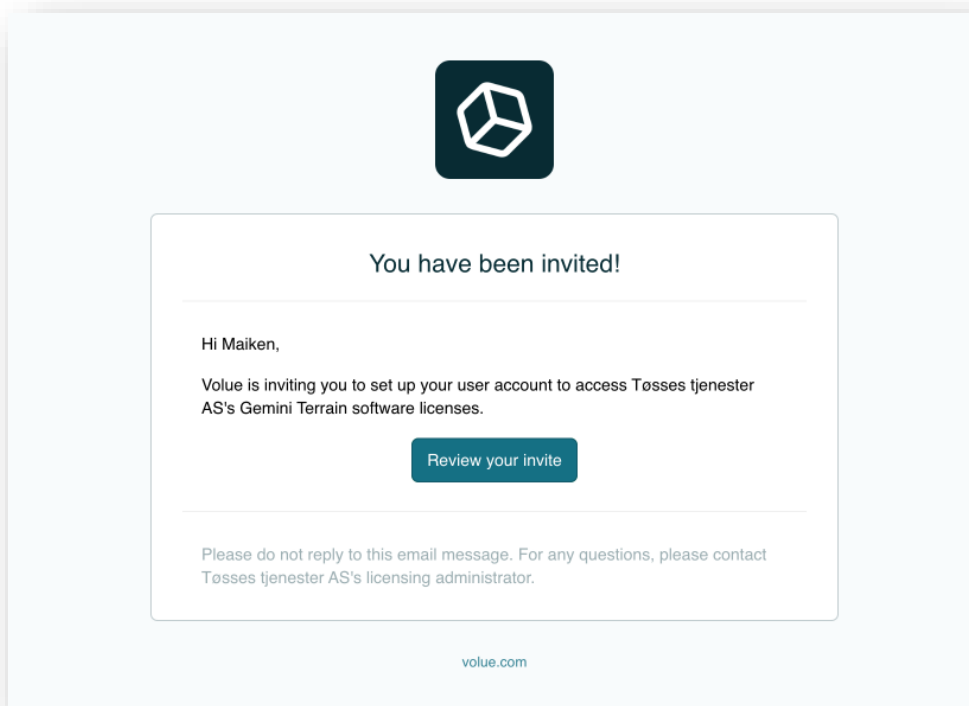 You have been invited!
Hi Maiken,
Volue is inviting you to set up your user account to access Tøsses tjenester
AS's Gemini Terrain software licenses.
Review your invite
Please do not reply to this email message. For any questions, please contact
Tøsses tjenester AS's licensing administrator.
volue.com